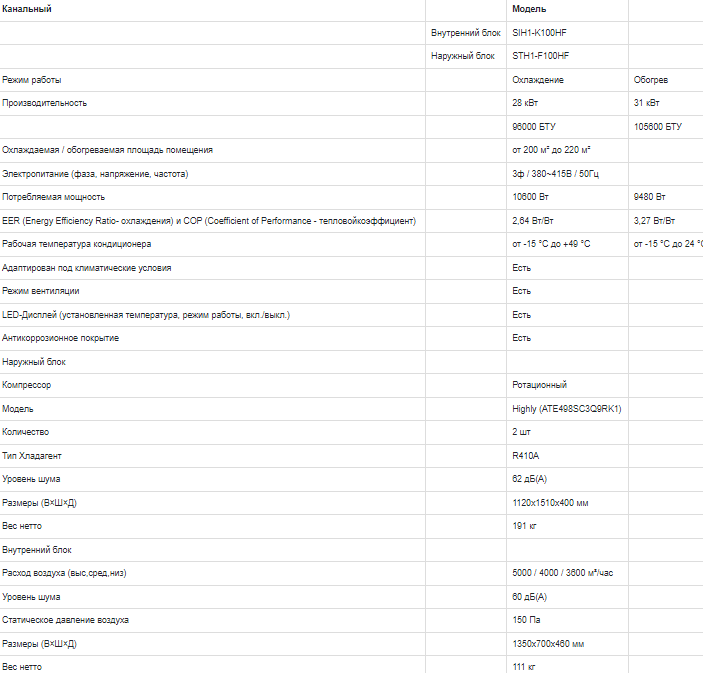 Канальный Модель
Внутренний блок SIH1-K100HF
Наружный блок STH1-F100HF
Режим работы Охлаждение Обогрев
Производительность 28 кВт 31 кВт
96000 БТУ 105600 БТУ
Охлаждаемая / обогреваемая площадь помещения от 200 м² до 220 м²
Электропитание (фаза, напряжение, частота) 3ф / 380~415В / 50Гц
Потребляемая мощность 10600 Вт 9480 Вт
EER (Energy Efficiency Ratio- охлаждения) и COP (Coefficient of Performance - тепловойкоэффициент) 2,64 Вт/Вт 3,27 Вт/Вт
Рабочая температура кондиционера от -15 °C до +49 °C от -15 °C до 24 °C
Адаптирован под климатические условия Есть
Режим вентиляции Есть
LED-Дисплей (установленная температура, режим работы, вкл./выкл.) Есть
Антикоррозионное покрытие Есть
Наружный блок
Компрессор Ротационный
Модель Highly (ATE498SC3Q9RK1)
Количество 2 шт
Тип Хладагент R410A
Уровень шума 62 дБ(А)
Размеры (В×Ш×Д) 1120x1510x400 мм
Вес нетто 191 кг
Внутренний блок
Расход воздуха (выс,сред,низ) 5000 / 4000 / 3600 м³/час
Уровень шума 60 дБ(А)
Статическое давление воздуха 150 Па
Размеры (В×Ш×Д) 1350x700x460 мм
Вес нетто 111 кг